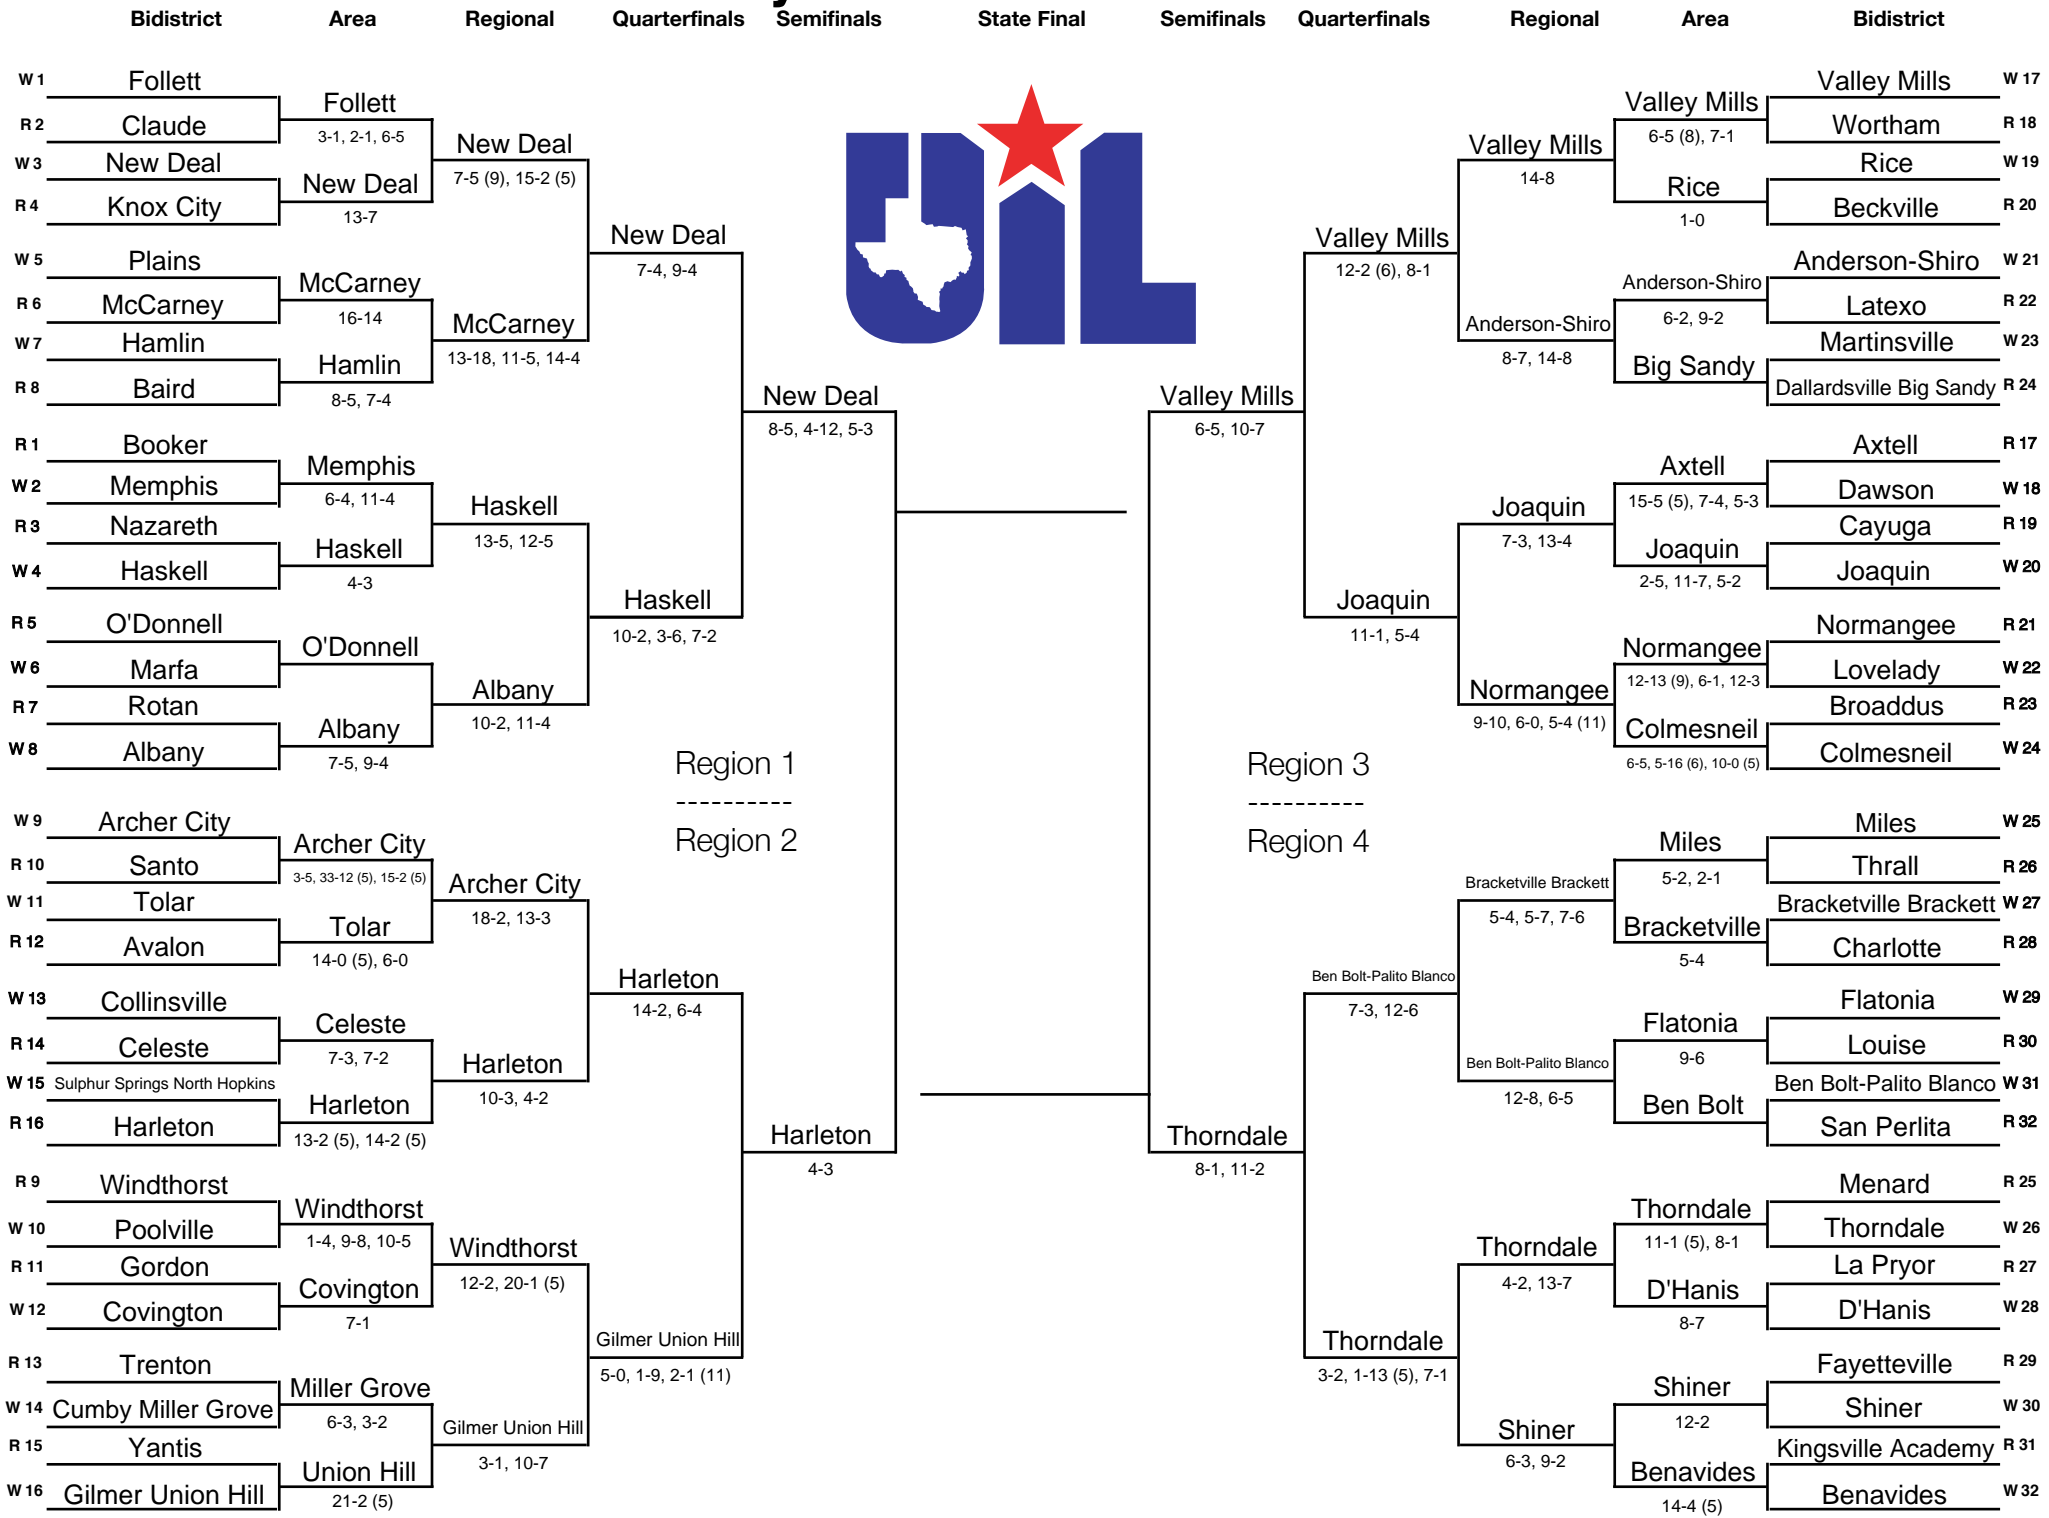 Bidistrict Area Regional Quarterfinals Semifinals State Final Semifinals Quarterfinals Regional Area Bidistrict
W 1 Follett
Follett
R 2 Claude
3-1, 2-1, 6-5
New Deal
W 3 New Deal
7-5 (9), 15-2 (5)
New Deal
R 4 Knox City
13-7
New Deal
7-4, 9-4
W 5 Plains
McCarney
R 6 McCarney
16-14
McCarney
W 7 Hamlin
13-18, 11-5, 14-4
Hamlin
R 8 Baird
8-5, 7-4
New Deal
8-5, 4-12, 5-3
R 1 Booker
Memphis
W 2 Memphis
6-4, 11-4
Haskell
R 3 Nazareth
13-5, 12-5
Haskell
W 4 Haskell
4-3
Haskell
10-2, 3-6, 7-2
R 5 O'Donnell
O'Donnell
W 6 Marfa
Albany
R 7 Rotan
10-2, 11-4
Albany
W 8 Albany
7-5, 9-4
Region 1
----------
Region 2
W 9 Archer City
Archer City
R 10 Santo
3-5, 33-12 (5), 15-2 (5)
Archer City
W 11 Tolar
18-2, 13-3
Tolar
R 12 Avalon
14-0 (5), 6-0
Harleton
14-2, 6-4
W 13 Collinsville
Celeste
R 14 Celeste
7-3, 7-2
Harleton
W 15 Sulphur Springs North Hopkins
10-3, 4-2
Harleton
R 16 Harleton
13-2 (5), 14-2 (5)
Harleton
4-3
R 9 Windthorst
Windthorst
W 10 Poolville
1-4, 9-8, 10-5
Windthorst
R 11 Gordon
12-2, 20-1 (5)
Covington
W 12 Covington
7-1
Gilmer Union Hill
5-0, 1-9, 2-1 (11)
R 13 Trenton
Miller Grove
W 14 Cumby Miller Grove
6-3, 3-2
Gilmer Union Hill
R 15 Yantis
3-1, 10-7
Union Hill
W 16 Gilmer Union Hill
21-2 (5)
UIL
Valley Mills W 17
Valley Mills
Wortham R 18
6-5 (8), 7-1
Valley Mills
Rice W 19
14-8
Rice
Beckville R 20
1-0
Valley Mills
12-2 (6), 8-1
Anderson-Shiro W 21
Anderson-Shiro
Latexo R 22
6-2, 9-2
Anderson-Shiro
Martinsville W 23
8-7, 14-8
Big Sandy
Dallardsville Big Sandy R 24
Valley Mills
6-5, 10-7
Axtell R 17
Axtell
Dawson W 18
15-5 (5), 7-4, 5-3
Joaquin
Cayuga R 19
7-3, 13-4
Joaquin
Joaquin W 20
2-5, 11-7, 5-2
Joaquin
11-1, 5-4
Normangee R 21
Normangee
Lovelady W 22
12-13 (9), 6-1, 12-3
Normangee
Broaddus R 23
9-10, 6-0, 5-4 (11)
Colmesneil
Colmesneil W 24
6-5, 5-16 (6), 10-0 (5)
Region 3
----------
Region 4
Miles W 25
Miles
Thrall R 26
5-2, 2-1
Bracketville Brackett
Bracketville Brackett W 27
5-4, 5-7, 7-6
Bracketville
Charlotte R 28
5-4
Ben Bolt-Palito Blanco
7-3, 12-6
Flatonia W 29
Flatonia
Louise R 30
9-6
Ben Bolt-Palito Blanco
Ben Bolt-Palito Blanco W 31
12-8, 6-5
Ben Bolt
San Perlita R 32
Thorndale
8-1, 11-2
Menard R 25
Thorndale
Thorndale W 26
11-1 (5), 8-1
Thorndale
La Pryor R 27
4-2, 13-7
D'Hanis
D'Hanis W 28
8-7
Thorndale
3-2, 1-13 (5), 7-1
Fayetteville R 29
Shiner
Shiner W 30
12-2
Shiner
Kingsville Academy R 31
6-3, 9-2
Benavides
Benavides W 32
14-4 (5)